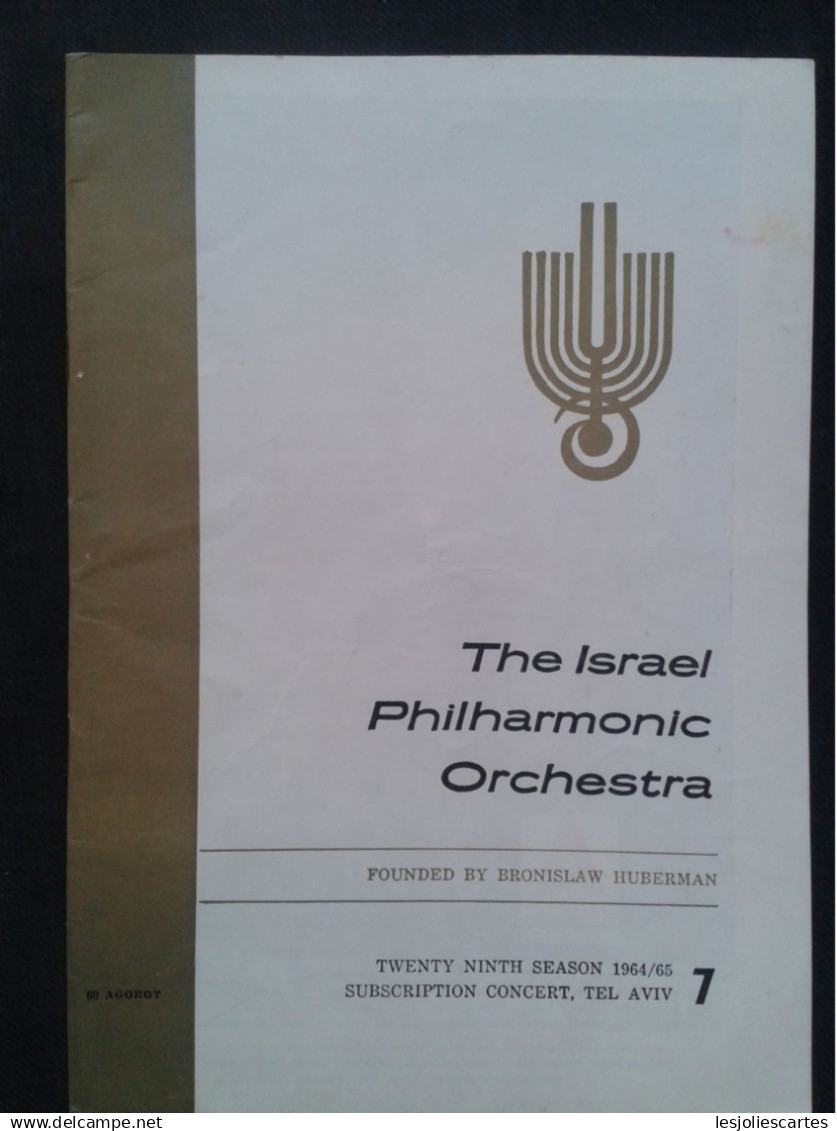 The Israel
Philharmonic
Orchestra
FOUNDED BY BRONISLAW HUBERMAN
TWENTY NINTH SEASON 1964/65
SUBSCRIPTION CONCERT, TEL AVIV 7
60 AGOROT
www.delcampe.net
lesjoliescartes